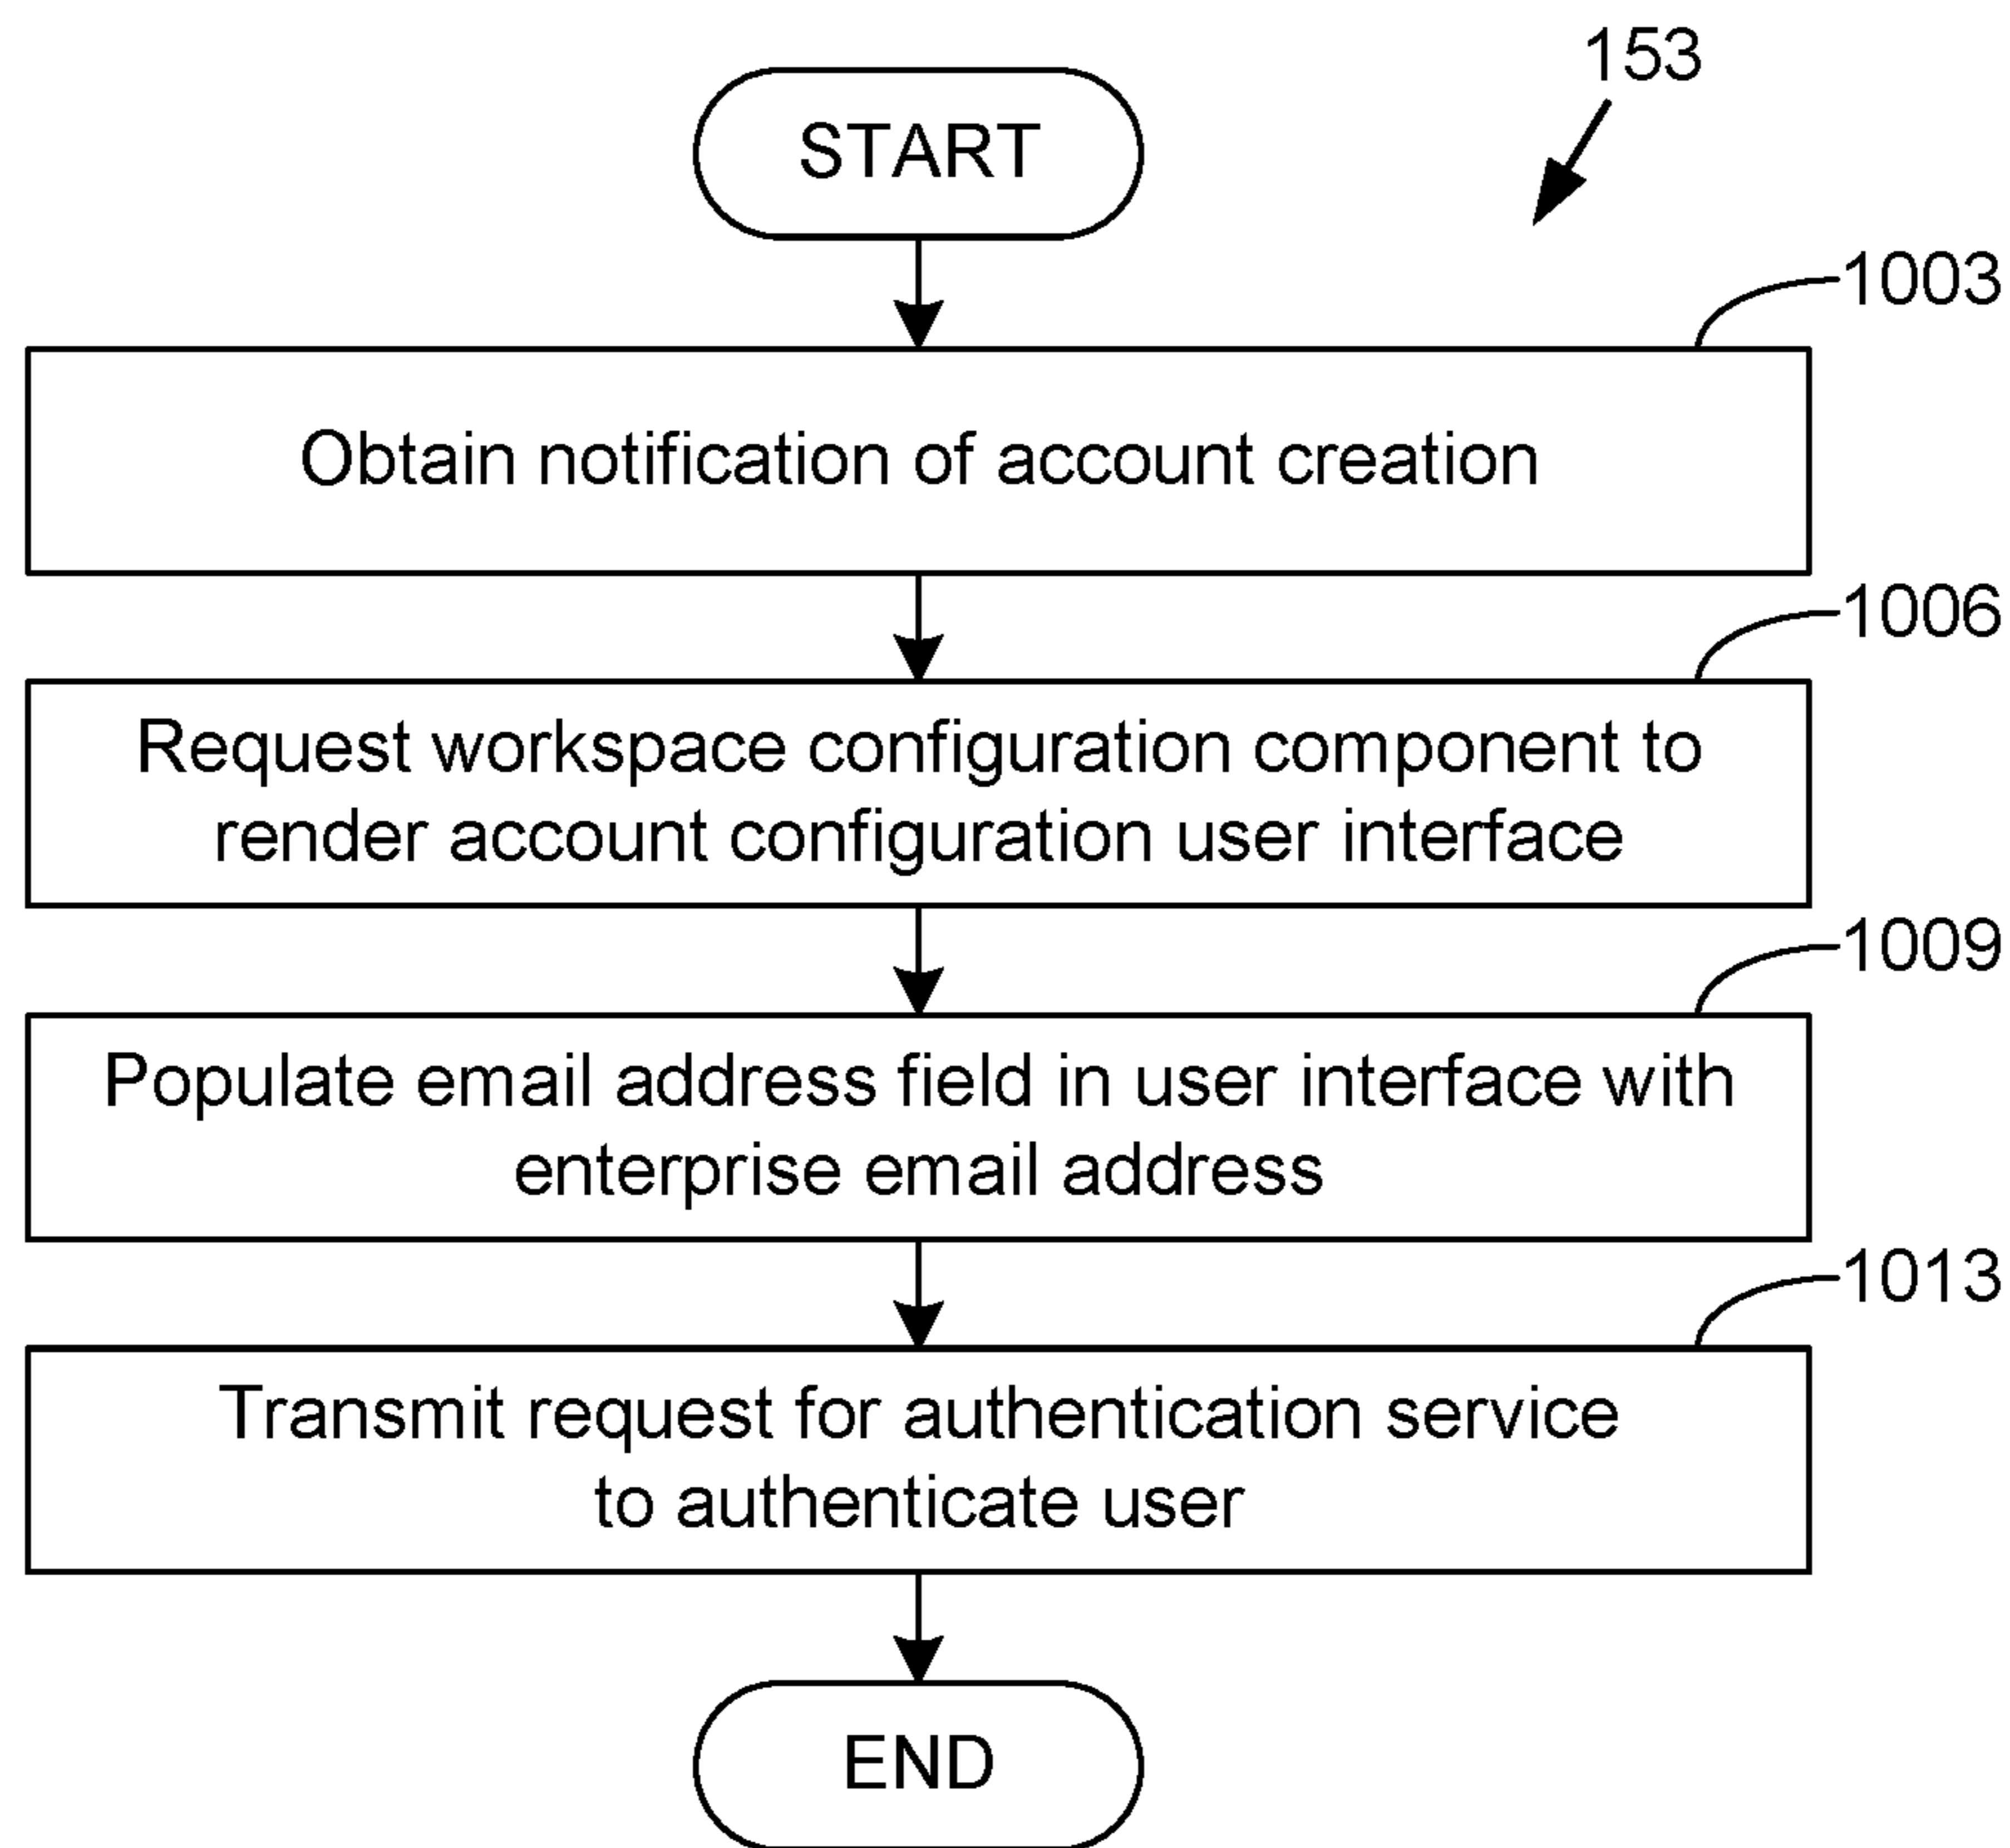 153
START
1003
Obtain notification of account creation
1006
Request workspace configuration component to
render account configuration user interface
1009
Populate email address field in user interface with
enterprise email address
1013
Transmit request for authentication service
to authenticate user
END